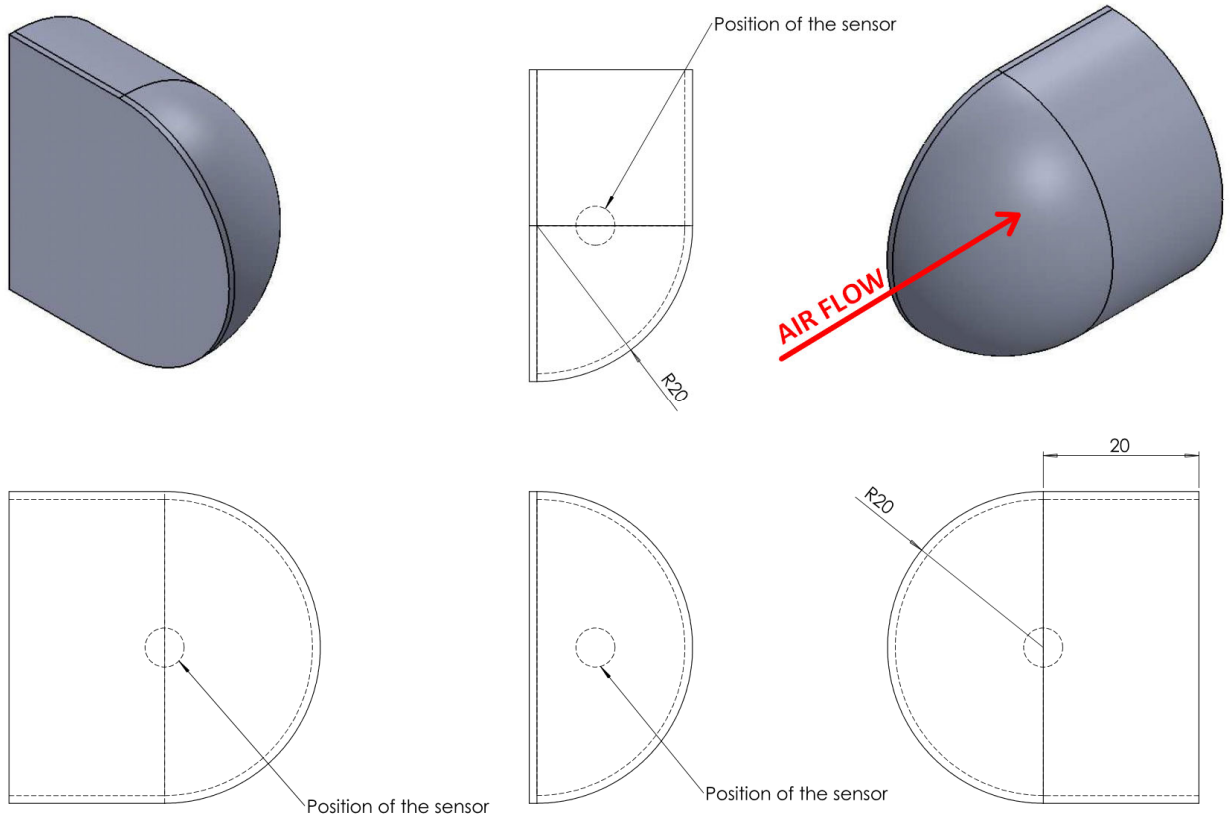 Position of the sensor
AIR FLOW
R20
20
R20
Position of the sensor
Position of the sensor